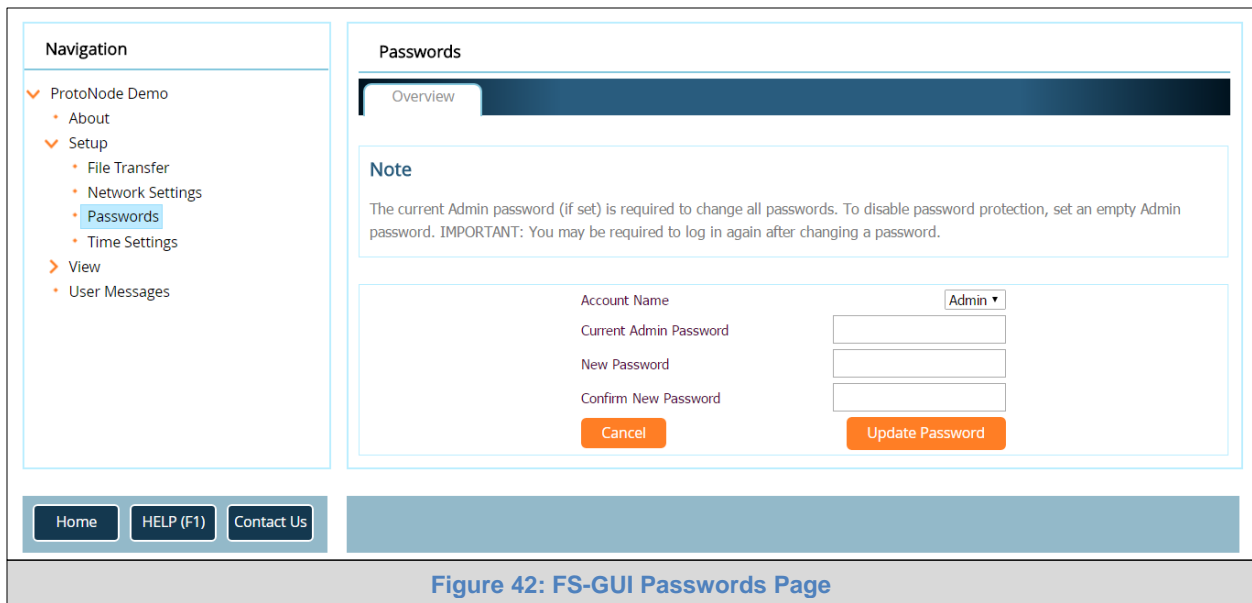 Navigation
ProtoNode Demo
About
Setup
File Transfer
Network Settings
Passwords
Time Settings
View
User Messages
Passwords
Overview
Note
The current Admin password (if set) is required to change all passwords. To disable password protection, set an empty Admin
password. IMPORTANT: You may be required to log in again after changing a password.
Account Name Admin
Current Admin Password
New Password
Confirm New Password
Cancel Update Password
Home HELP (F1) Contact Us
Figure 42: FS-GUI Passwords Page